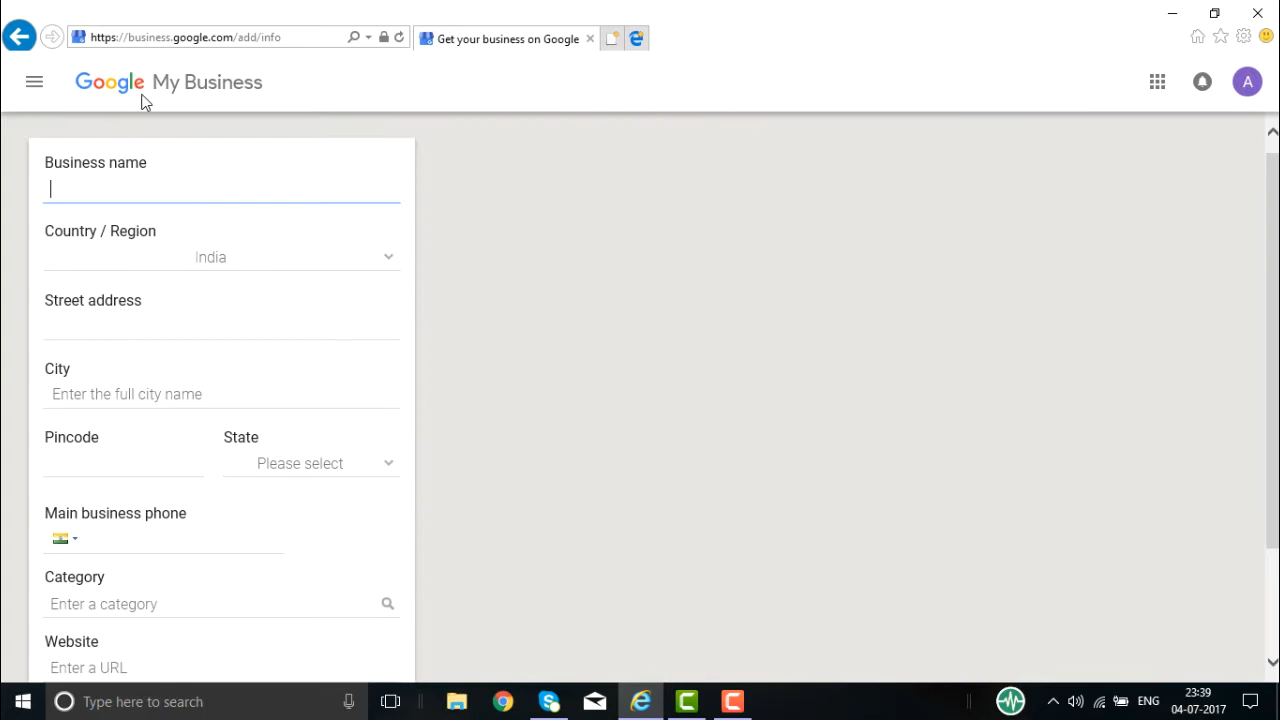 https://business.google.com/add/info
Get your business on Google
Google My Business
A
Business name
Country / Region
India
Street address
City
Enter the full city name
Pincode
State
Please select
Main business phone
Category
Enter a category
Website
Enter a URL
Type here to search
ENG
23:39
04-07-2017